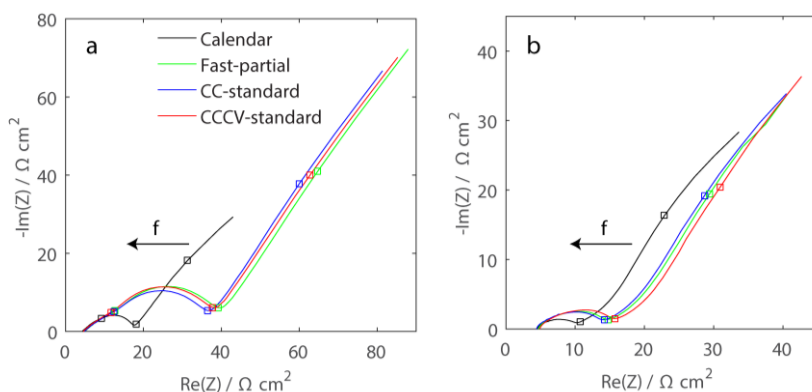 a
Calendar
Fast-partial
CC-standard
CCCV-standard
f
-Im(Z) / Ω cm²
80
60
40
20
0
0 20 40 60 80
Re(Z) / Ω cm²
b
f
-Im(Z) / Ω cm²
40
30
20
10
0
0 10 20 30 40
Re(Z) / Ω cm²